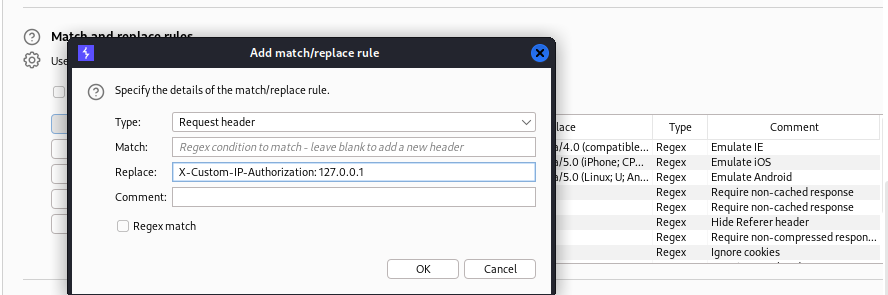 Match and replace rules
Use
Add match/replace rule
Specify the details of the match/replace rule.
Type: Request header
Match: Regex condition to match - leave blank to add a new header
Replace: X-Custom-IP-Authorization: 127.0.0.1
Comment:
Regex match
OK Cancel
lace Type Comment
a/4.0 (compatible... Regex Emulate IE
a/5.0 (iPhone; CP... Regex Emulate iOS
a/5.0 (Linux; U; An... Regex Emulate Android
Regex Require non-cached response
Regex Require non-cached response
Regex Hide Referer header
Regex Require non-compressed respon...
Regex Ignore cookies